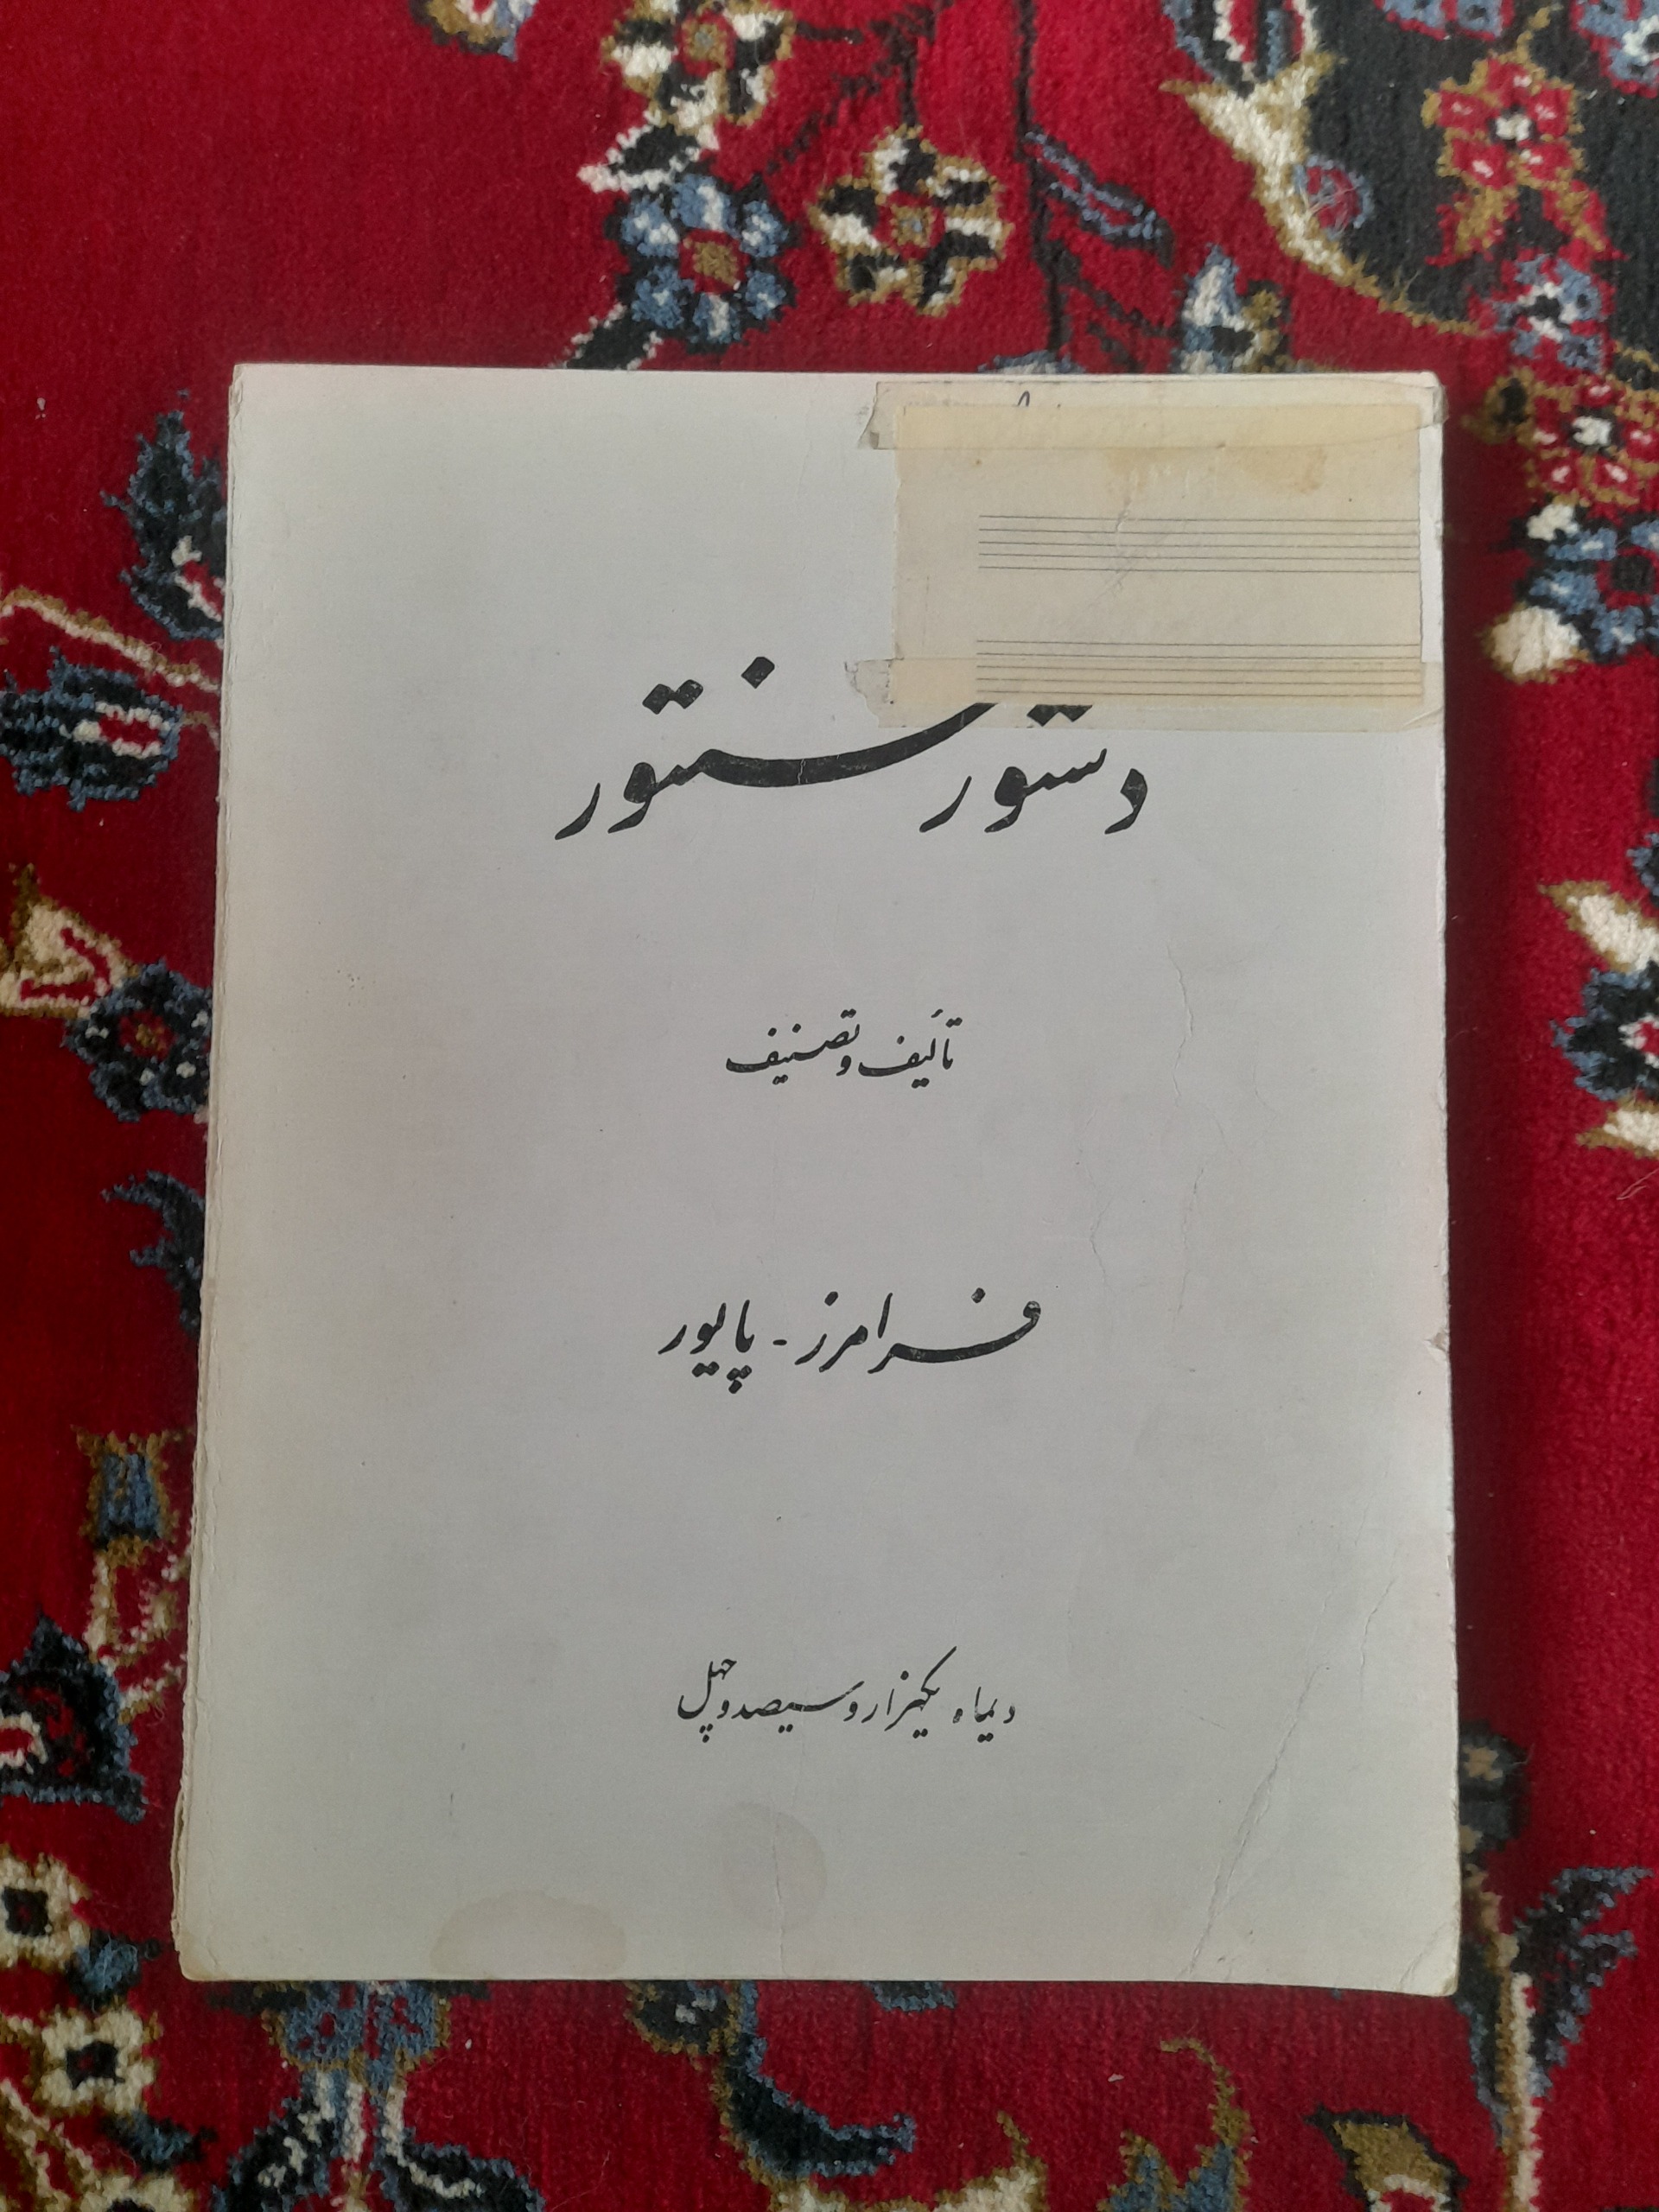 دستور سنتور
تألیف و تصنیف
فرامرز - پایور
دیماه یکهزار و سیصد و چهل